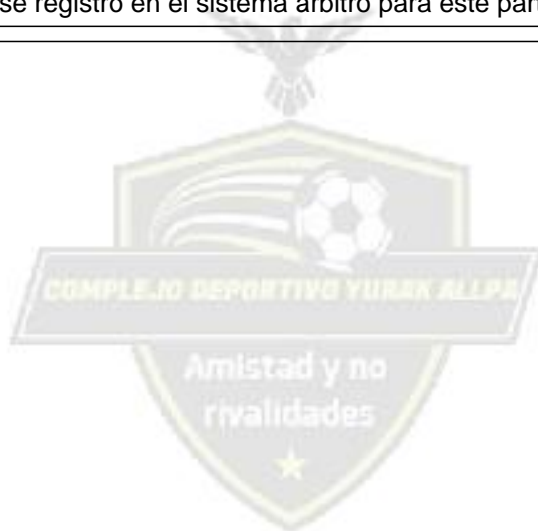 se registro en el sistema arbitro para este par
COMPLEJO DEPORTIVO YURAK ALLPA
Amistad y no
rivalidades